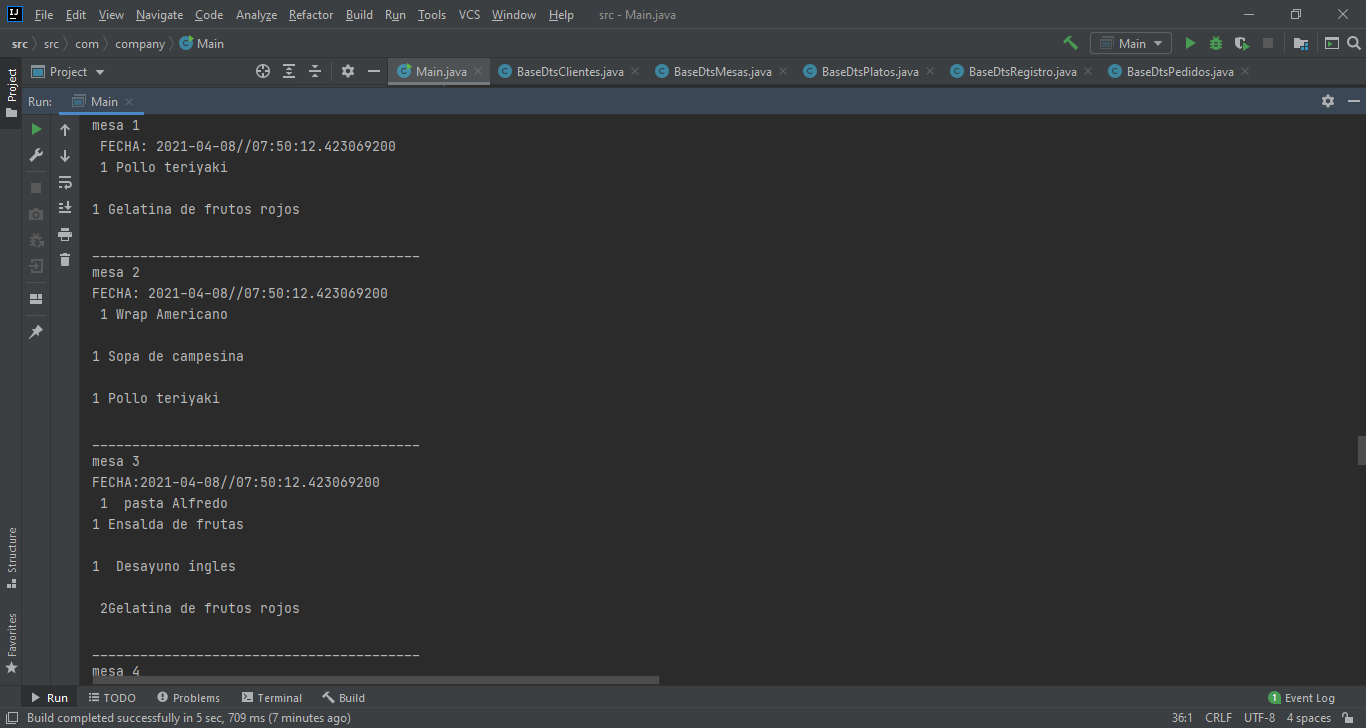 File Edit View Navigate Code Analyze Refactor Build Run Tools VCS Window Help src - Main.java
src src com company Main Main
Project Main.java BaseDtsClientes.java BaseDtsMesas.java BaseDtsPlatos.java BaseDtsRegistro.java BaseDtsPedidos.java
Project
Run: Main
mesa 1
FECHA: 2021-04-08//07:50:12.423069200
1 Pollo teriyaki
1 Gelatina de frutos rojos
_________________________________________
mesa 2
FECHA: 2021-04-08//07:50:12.423069200
1 Wrap Americano
1 Sopa de campesina
1 Pollo teriyaki
_________________________________________
mesa 3
FECHA:2021-04-08//07:50:12.423069200
1  pasta Alfredo
1 Ensalda de frutas
1  Desayuno ingles
2Gelatina de frutos rojos
_________________________________________
mesa 4
Structure
Favorites
Run TODO Problems Terminal Build 1 Event Log
Build completed successfully in 5 sec, 709 ms (7 minutes ago) 36:1 CRLF UTF-8 4 spaces